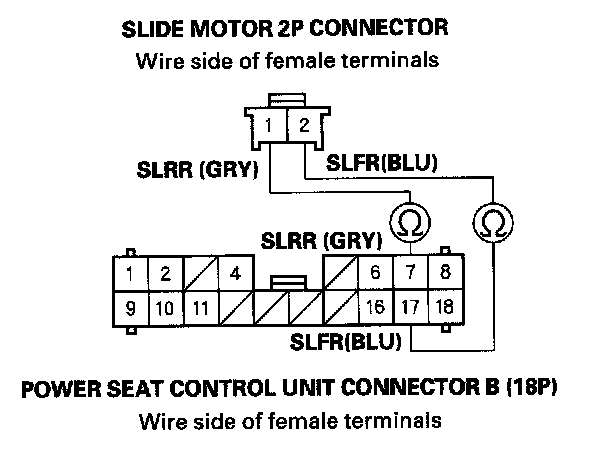 SLIDE MOTOR 2P CONNECTOR
Wire side of female terminals
1 2
SLRR (GRY) SLFR(BLU)
Ω Ω
SLRR (GRY)
1 2 4 6 7 8
9 10 11 16 17 18
SLFR(BLU)
POWER SEAT CONTROL UNIT CONNECTOR B (18P)
Wire side of female terminals